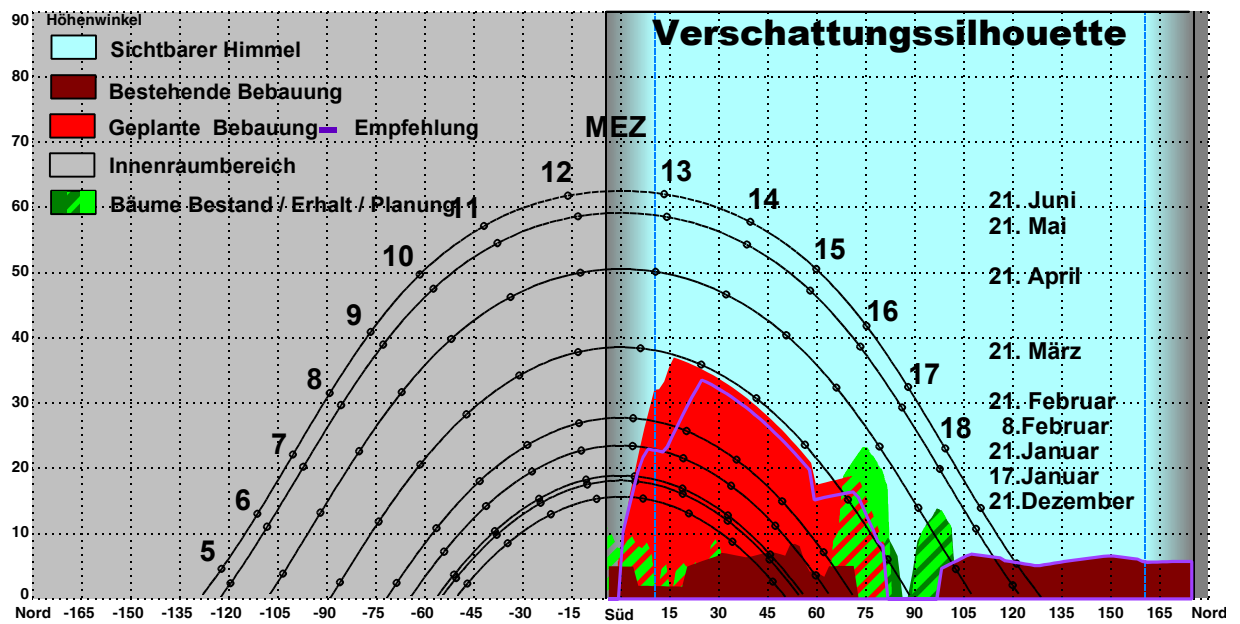 Höhenwinkel
Verschattungssilhouette
Sichtbarer Himmel
Bestehende Bebauung
Geplante Bebauung Empfehlung
Innenraumbereich
Bäume Bestand / Erhalt / Planung
MEZ
90
80
70
60
50
40
30
20
10
0
5
6
7
8
9
10
11
12
13
14
15
16
17
18
21. Juni
21. Mai
21. April
21. März
21. Februar
8.Februar
21.Januar
17.Januar
21.Dezember
Nord -165 -150 -135 -120 -105 -90 -75 -60 -45 -30 -15 Süd 15 30 45 60 75 90 105 120 135 150 165 Nord